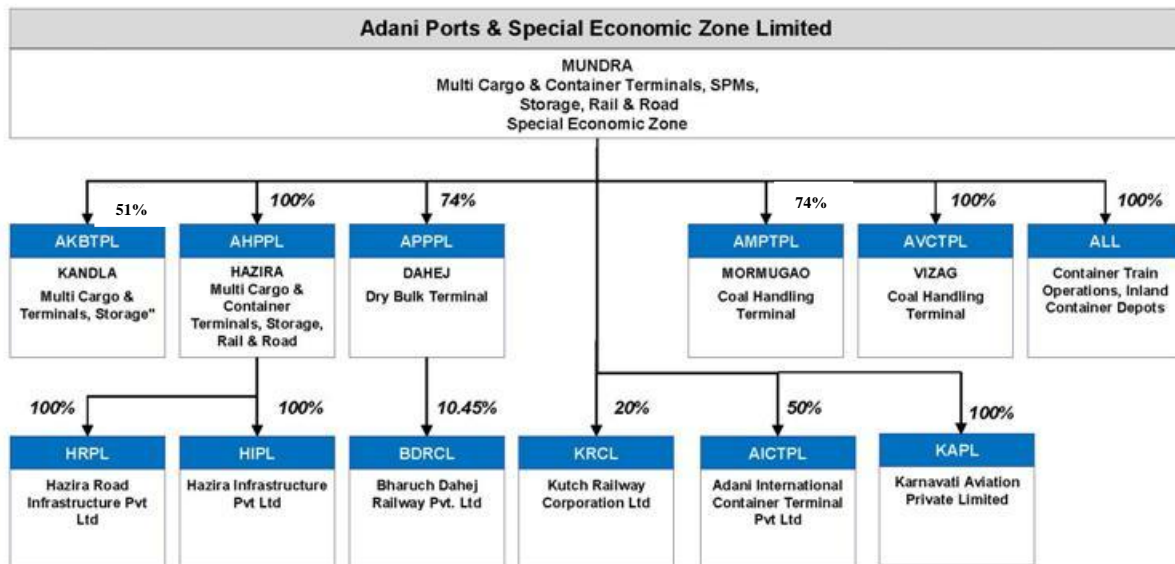 Adani Ports & Special Economic Zone Limited
MUNDRA
Multi Cargo & Container Terminals, SPMs,
Storage, Rail & Road
Special Economic Zone
51%
100%
74%
74%
100%
100%
AKBTPL
KANDLA
Multi Cargo &
Terminals, Storage"
AHPPL
HAZIRA
Multi Cargo &
Container
Terminals, Storage,
Rail & Road
APPPL
DAHEJ
Dry Bulk Terminal
AMPTPL
MORMUGAO
Coal Handling
Terminal
AVCTPL
VIZAG
Coal Handling
Terminal
ALL
Container Train
Operations, Inland
Container Depots
100%
100%
10.45%
20%
50%
100%
HRPL
Hazira Road
Infrastructure Pvt
Ltd
HIPL
Hazira Infrastructure
Pvt Ltd
BDRCL
Bharuch Dahej
Railway Pvt. Ltd
KRCL
Kutch Railway
Corporation Ltd
AICTPL
Adani International
Container Terminal
Pvt Ltd
KAPL
Karnavati Aviation
Private Limited